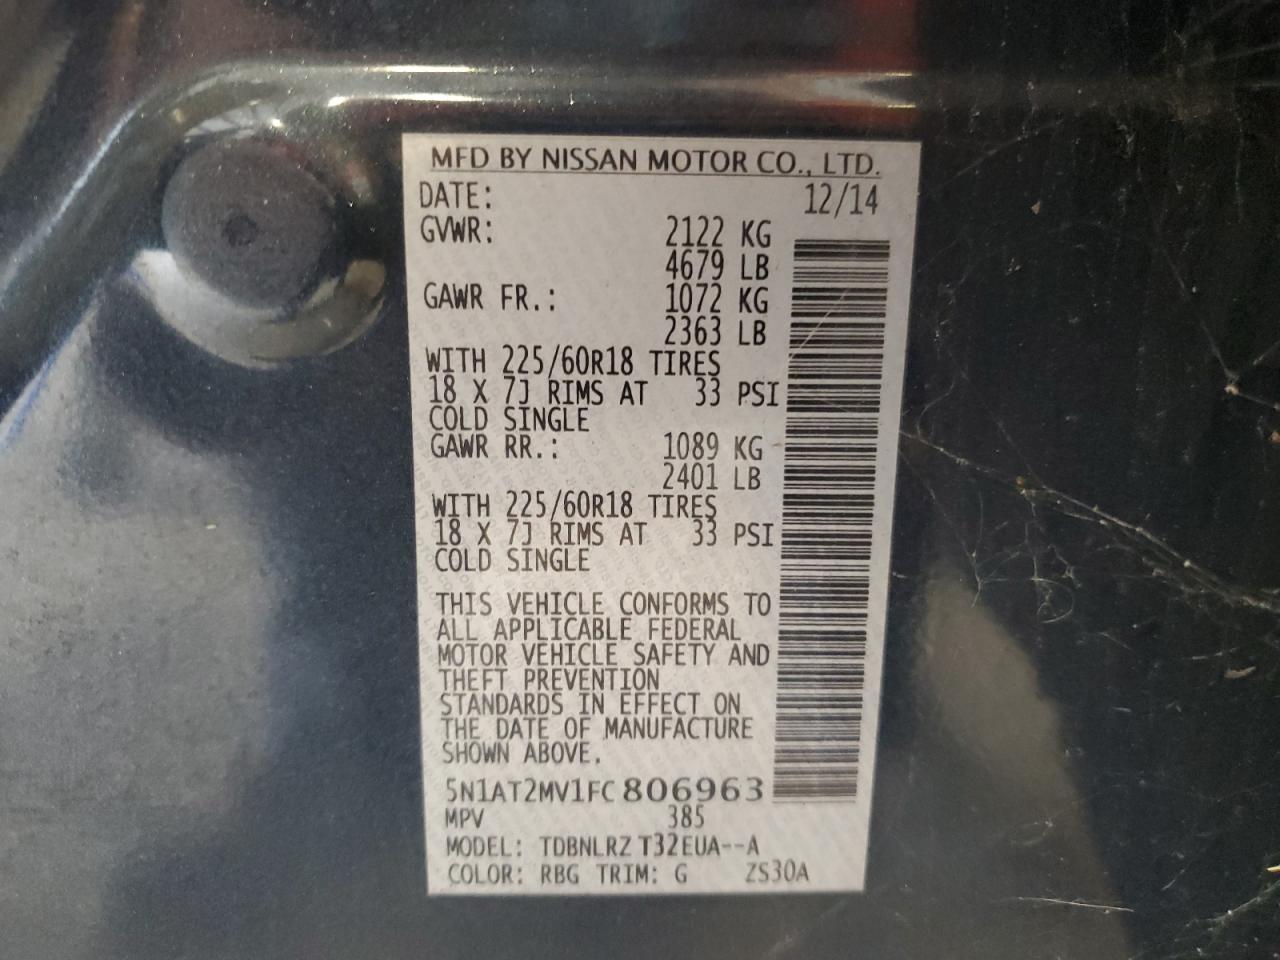 MFD BY NISSAN MOTOR CO., LTD.
DATE: 12/14
GVWR: 2122 KG
4679 LB
GAWR FR.: 1072 KG
2363 LB
WITH 225/60R18 TIRES
18 X 7J RIMS AT 33 PSI
COLD SINGLE
GAWR RR.: 1089 KG
2401 LB
WITH 225/60R18 TIRES
18 X 7J RIMS AT 33 PSI
COLD SINGLE
THIS VEHICLE CONFORMS TO
ALL APPLICABLE FEDERAL
MOTOR VEHICLE SAFETY AND
THEFT PREVENTION
STANDARDS IN EFFECT ON
THE DATE OF MANUFACTURE
SHOWN ABOVE.
5N1AT2MV1FC806963
MPV 385
MODEL: TDBNLRZ T32EUA--A
COLOR: RBG TRIM: G ZS30A